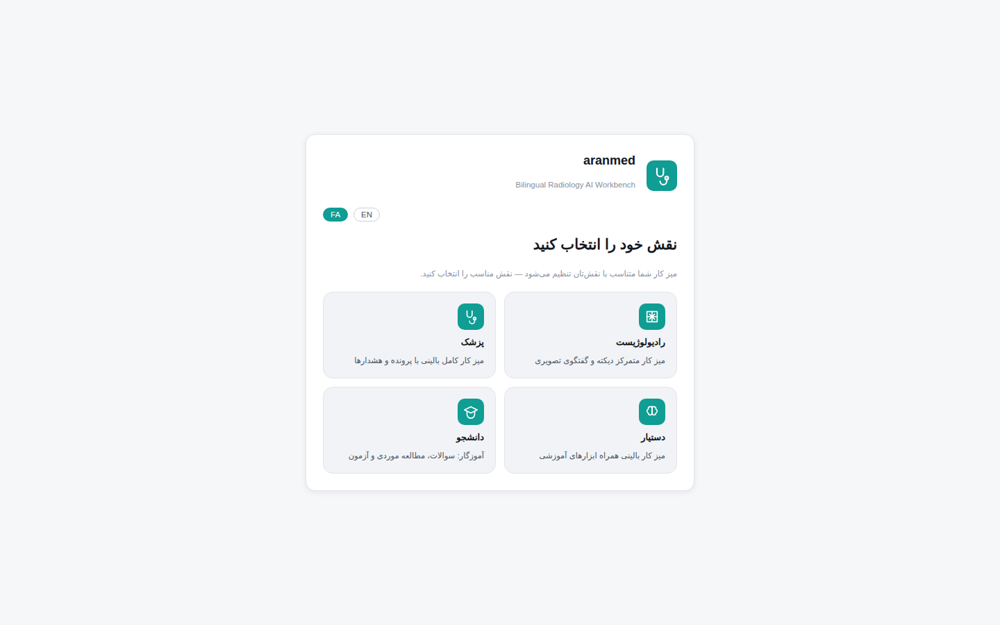 aranmed
Bilingual Radiology AI Workbench
FA
EN
نقش خود را انتخاب کنید
میز کار شما متناسب با نقش‌تان تنظیم می‌شود — نقش مناسب را انتخاب کنید.
رادیولوژیست
میز کار متمرکز دیکته و گفتگوی تصویری
پزشک
میز کار کامل بالینی با پرونده و هشدارها
دستیار
میز کار بالینی همراه ابزارهای آموزشی
دانشجو
آموزگار: سوالات، مطالعه موردی و آزمون